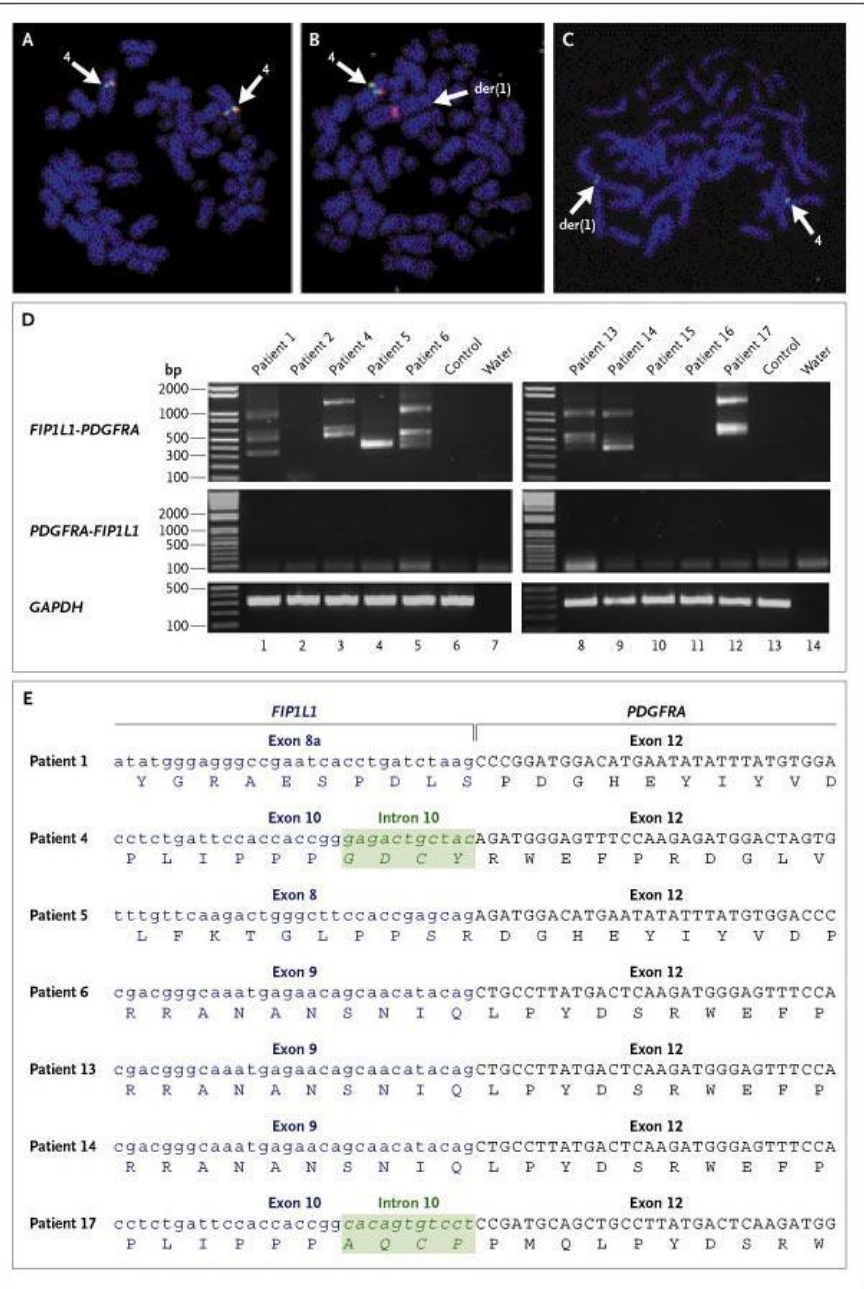 A
4
4
B
4
der(1)
C
der(1)
4
D
bp
Patient 1
Patient 2
Patient 4
Patient 5
Patient 6
Control
Water
Patient 13
Patient 14
Patient 15
Patient 16
Patient 17
Control
Water
FIP1L1-PDGFRA
2000
1000
500
300
100
PDGFRA-FIP1L1
2000
1000
500
100
GAPDH
500
100
1 2 3 4 5 6 7 8 9 10 11 12 13 14
E
FIP1L1 PDGFRA
Exon 8a Exon 12
Patient 1 atatgggagggccgaatcacctgatctaagCCCGGATGGACATGAATATATTTATGTGGA
Y G R A E S P D L S P D G H E Y I Y V D
Exon 10 Intron 10 Exon 12
Patient 4 cctctgattccaccaccgggagactgctacAGATGGGAGTTTCCAAGAGATGGACTAGTG
P L I P P P G D C Y R W E F P R D G L V
Exon 8 Exon 12
Patient 5 tttgttcaagactgggcttccaccgagcagAGATGGACATGAATATATTTATGTGGACCC
L F K T G L P P S R D G H E Y I Y V D P
Exon 9 Exon 12
Patient 6 cgacgggcaaatgagaacagcaacatacagCTGCCTTATGACTCAAGATGGGAGTTTCCA
R R A N A N S N I Q L P Y D S R W E F P
Exon 9 Exon 12
Patient 13 cgacgggcaaatgagaacagcaacatacagCTGCCTTATGACTCAAGATGGGAGTTTCCA
R R A N A N S N I Q L P Y D S R W E F P
Exon 9 Exon 12
Patient 14 cgacgggcaaatgagaacagcaacatacagCTGCCTTATGACTCAAGATGGGAGTTTCCA
R R A N A N S N I Q L P Y D S R W E F P
Exon 10 Intron 10 Exon 12
Patient 17 cctctgattccaccaccggcacagtgtcctCCGATGCAGCTGCCTTATGACTCAAGATGG
P L I P P P A Q C P P M Q L P Y D S R W